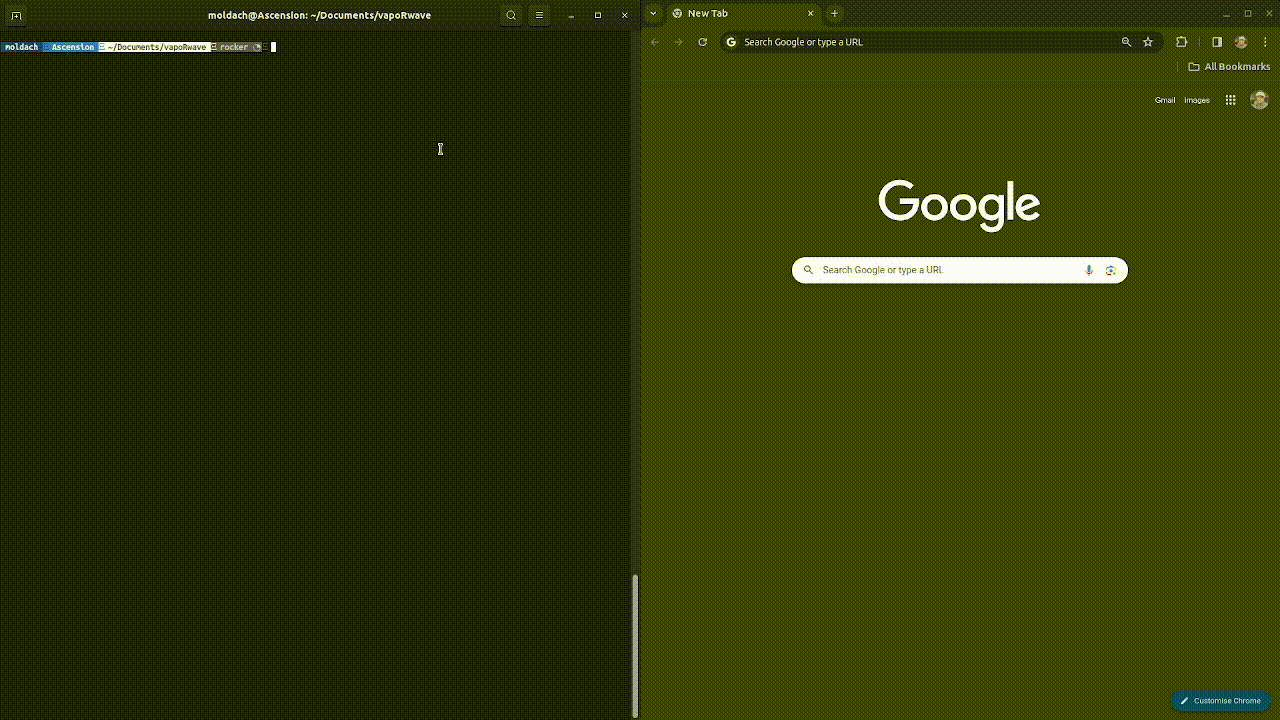 moldach@Ascension: ~/Documents/vapoRwave
moldach Ascension ~/Documents/vapoRwave rocker
New Tab
Search Google or type a URL
All Bookmarks
Gmail Images
Google
Search Google or type a URL
Customise Chrome